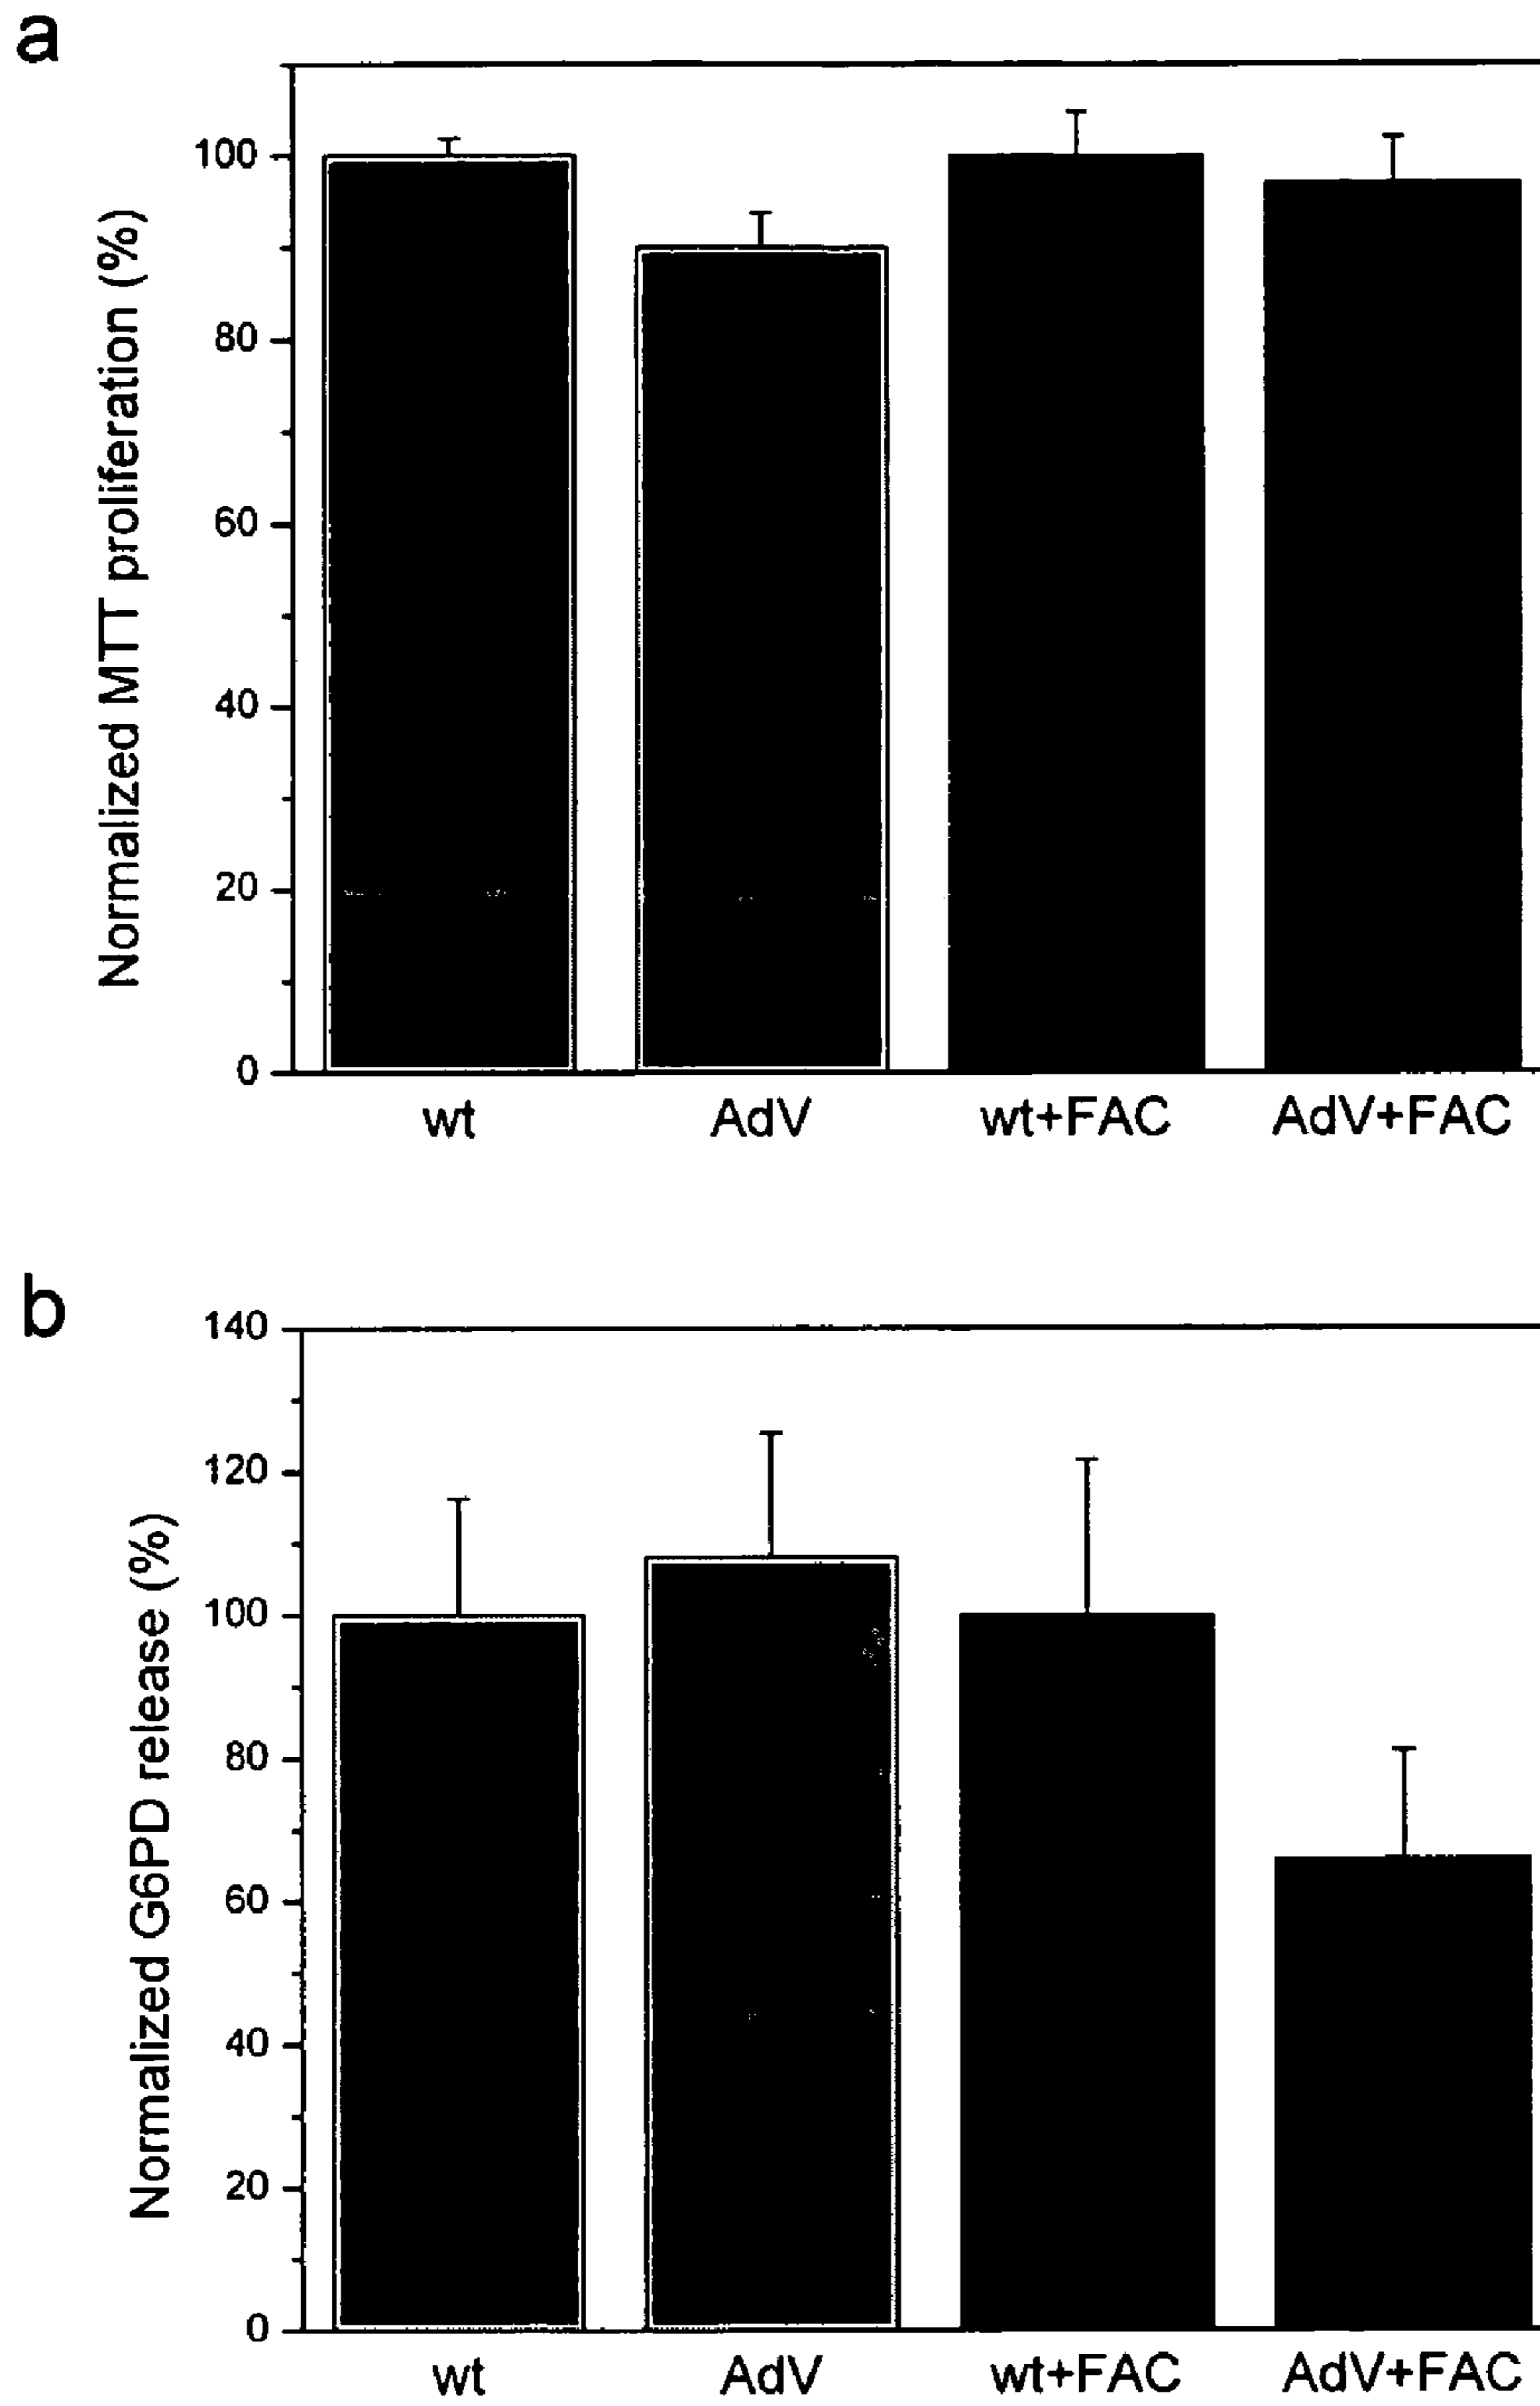 a
Normalized MTT proliferation (%)
100
80
60
40
20
0
wt AdV wt+FAC AdV+FAC
b
Normalized G6PD release (%)
140
120
100
80
60
40
20
0
wt AdV wt+FAC AdV+FAC